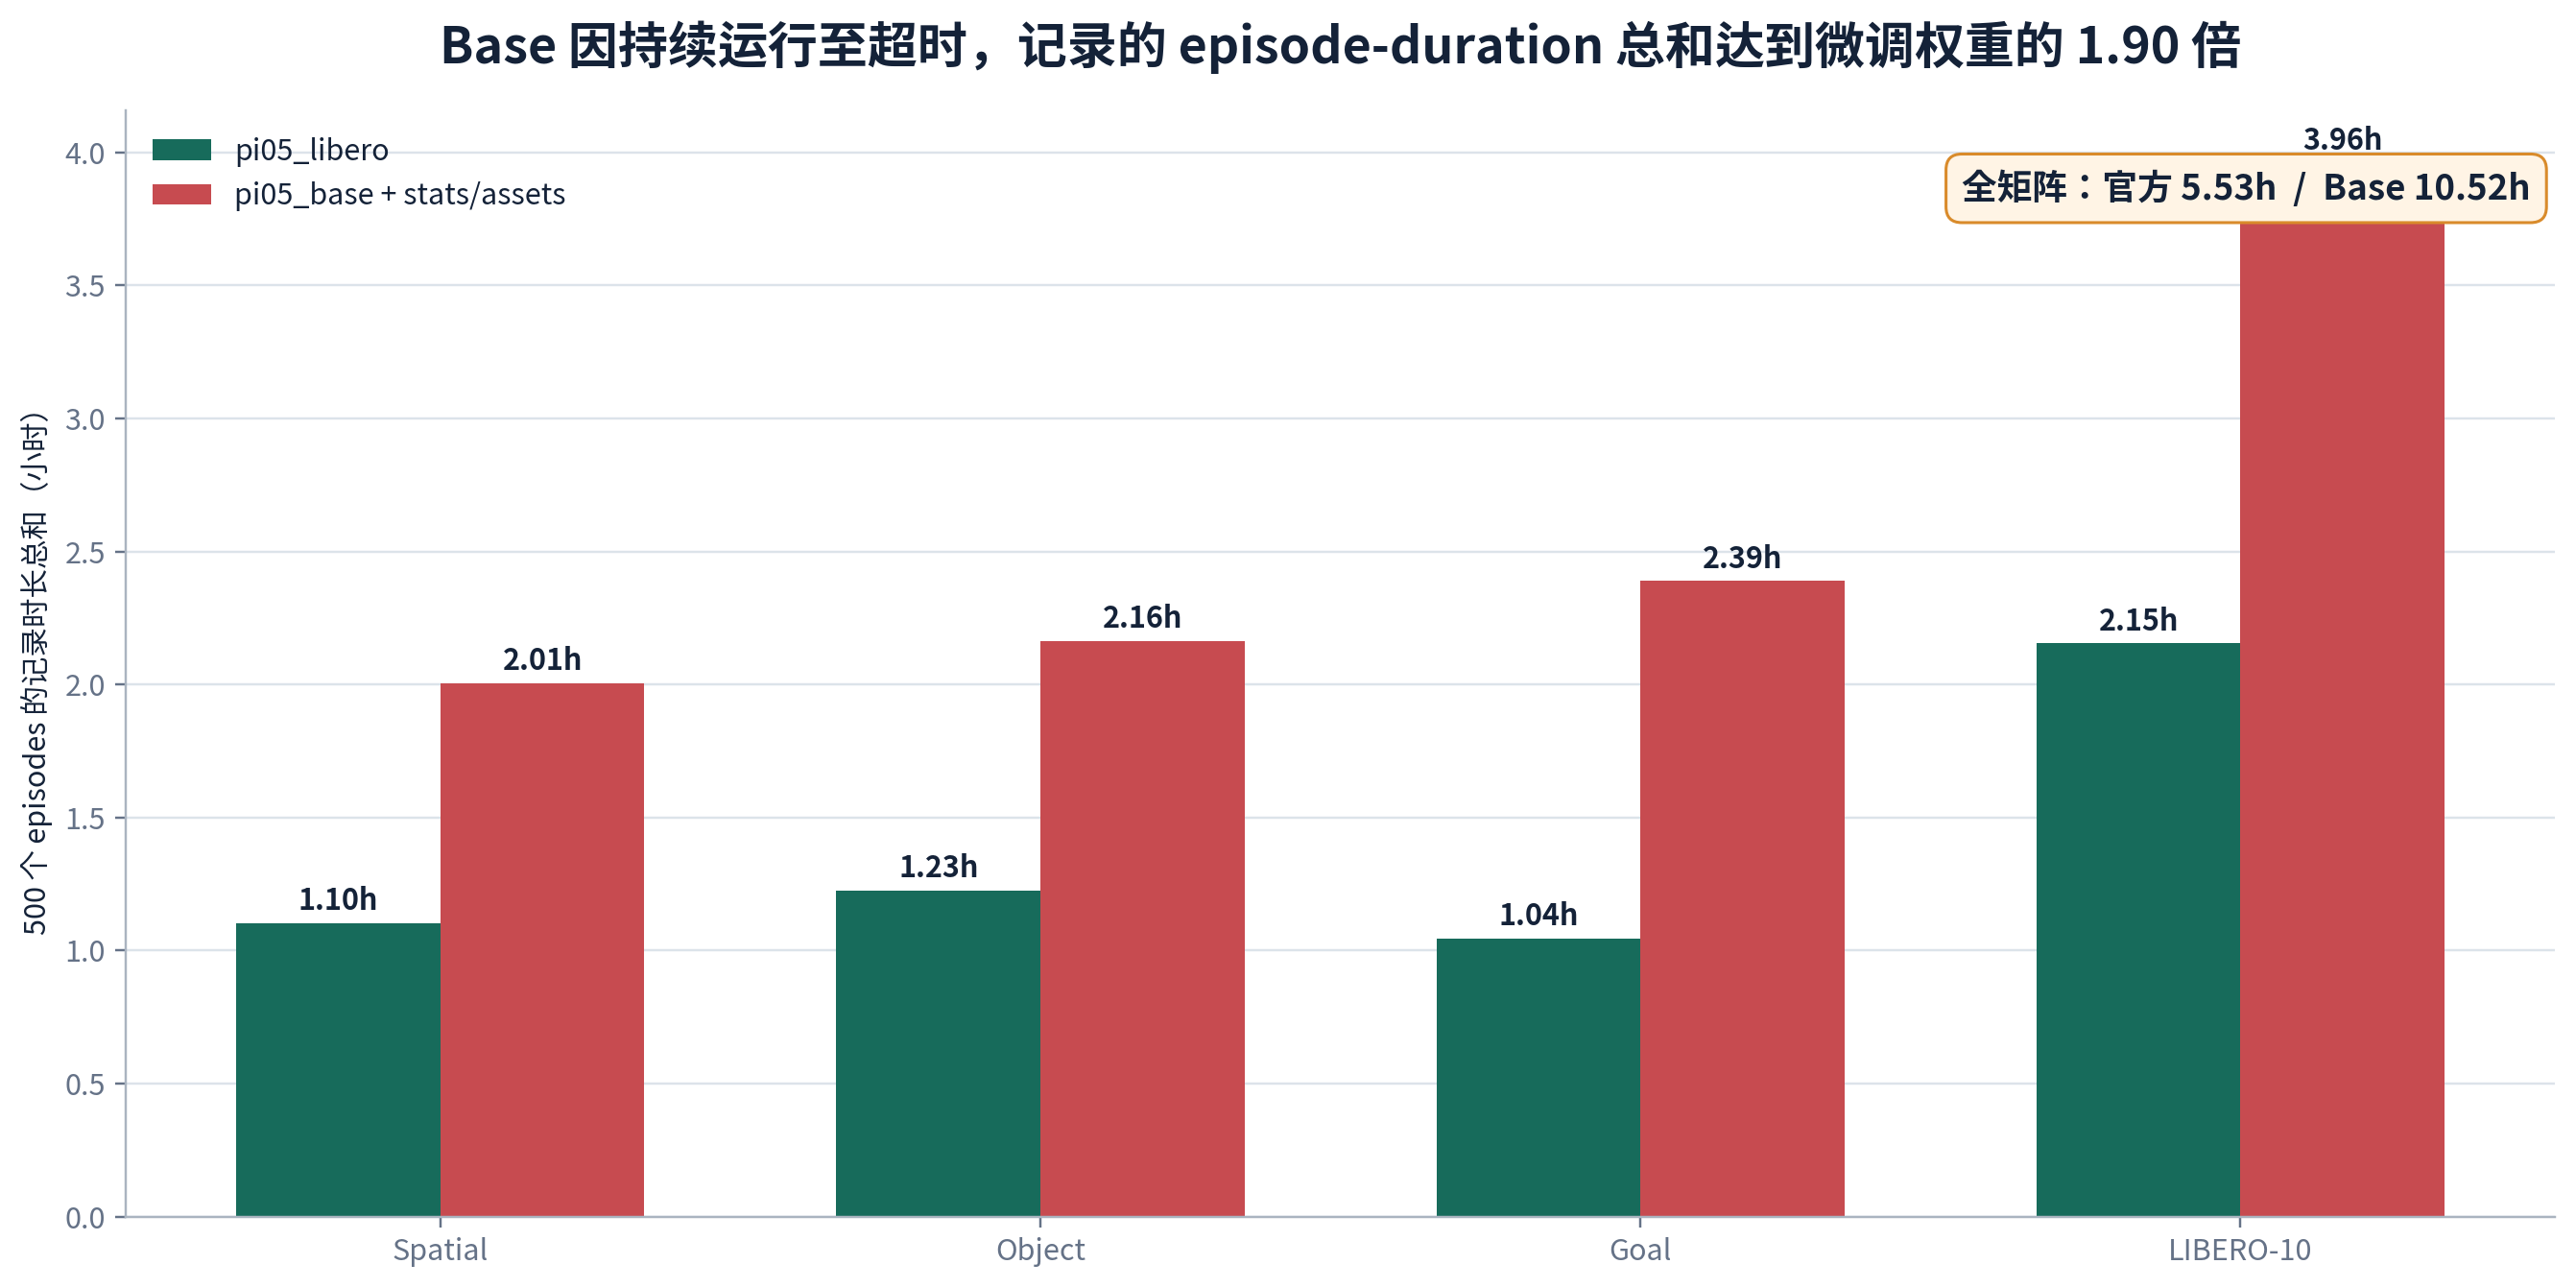 Base 因持续运行至超时，记录的 episode-duration 总和达到微调权重的 1.90 倍
pi05_libero
pi05_base + stats/assets
全矩阵：官方 5.53h / Base 10.52h
500 个 episodes 的记录时长总和（小时）
4.0
3.5
3.0
2.5
2.0
1.5
1.0
0.5
0.0
1.10h
2.01h
1.23h
2.16h
1.04h
2.39h
2.15h
3.96h
Spatial
Object
Goal
LIBERO-10